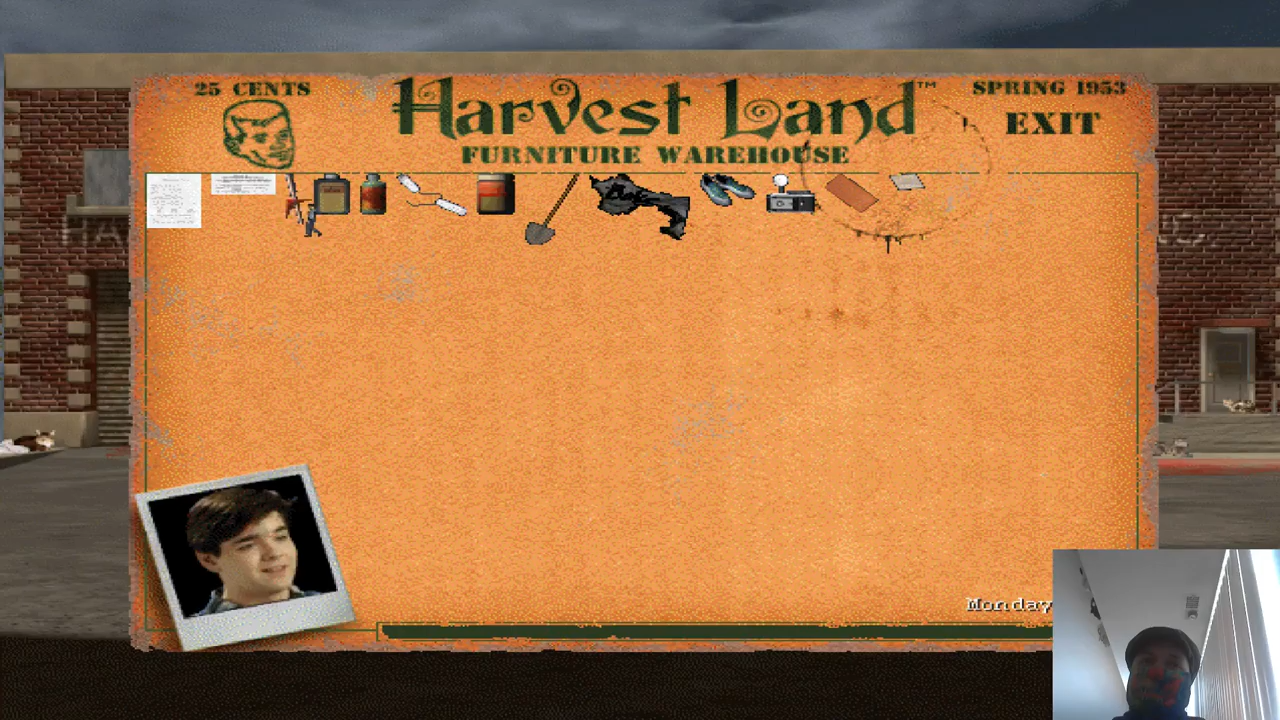 25 CENTS
Harvest Land™
SPRING 1953
EXIT
FURNITURE WAREHOUSE
Monday